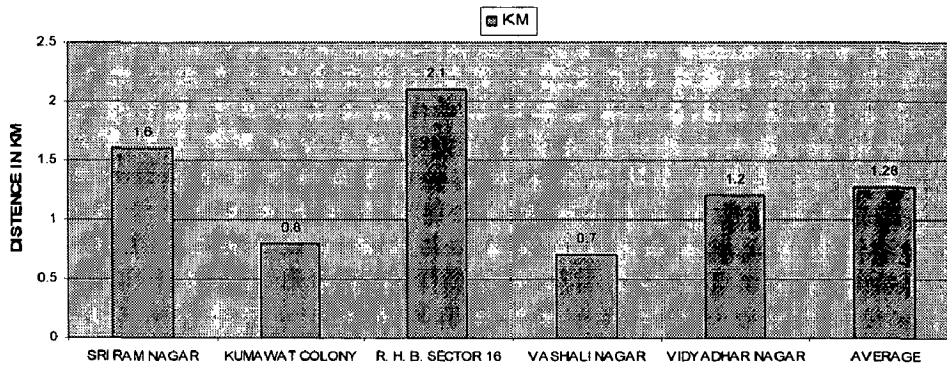 KM
DISTENCE IN KM
2.5
2
1.5
1
0.5
0
1.6
0.8
2.1
0.7
1.2
1.26
SRI RAM NAGAR
KUMAWAT COLONY
R. H. B. SECTOR 16
VASHALI NAGAR
VIDYADHAR NAGAR
AVERAGE